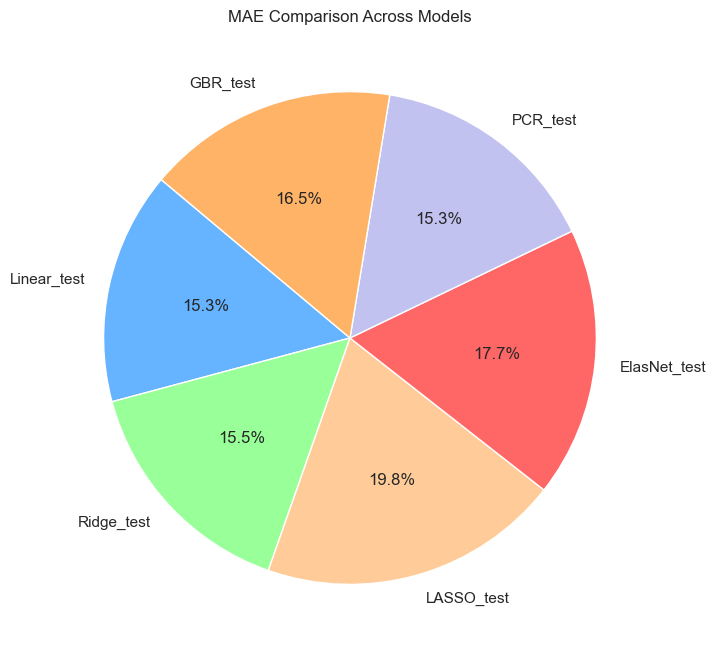 MAE Comparison Across Models
GBR_test
PCR_test
16.5%
15.3%
Linear_test
15.3%
17.7%
ElasNet_test
15.5%
19.8%
Ridge_test
LASSO_test